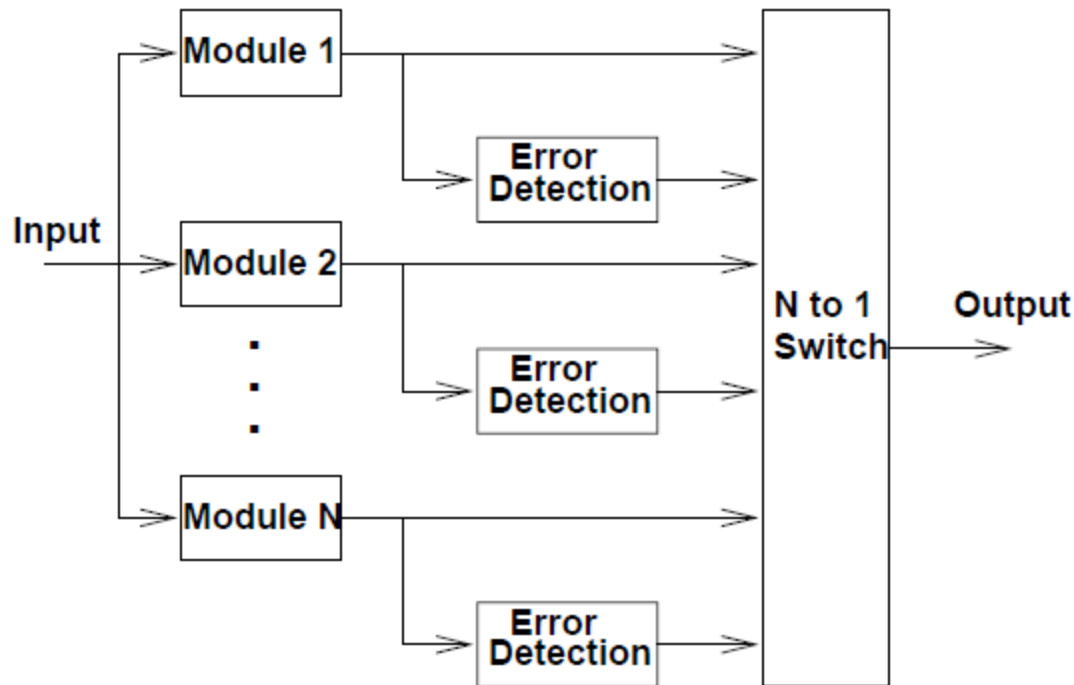 Module 1
Error
Detection
Input
Module 2
N to 1
Switch
Output
Error
Detection
Module N
Error
Detection